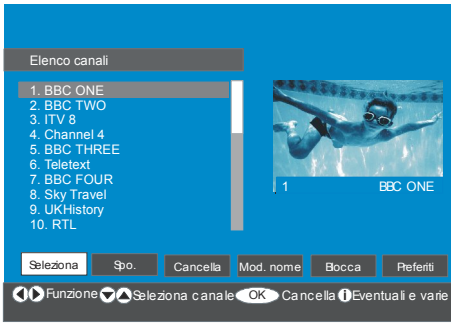 Elenco canali
1. BBC ONE
2. BBC TWO
3. ITV 8
4. Channel 4
5. BBC THREE
6. Teletext
7. BBC FOUR
8. Sky Travel
9. UKHistory
10. RTL
1 BBC ONE
Seleziona Spo. Cancella Mod. nome Blocca Preferiti
Funzione Seleziona canale OK Cancella i Eventuali e varie